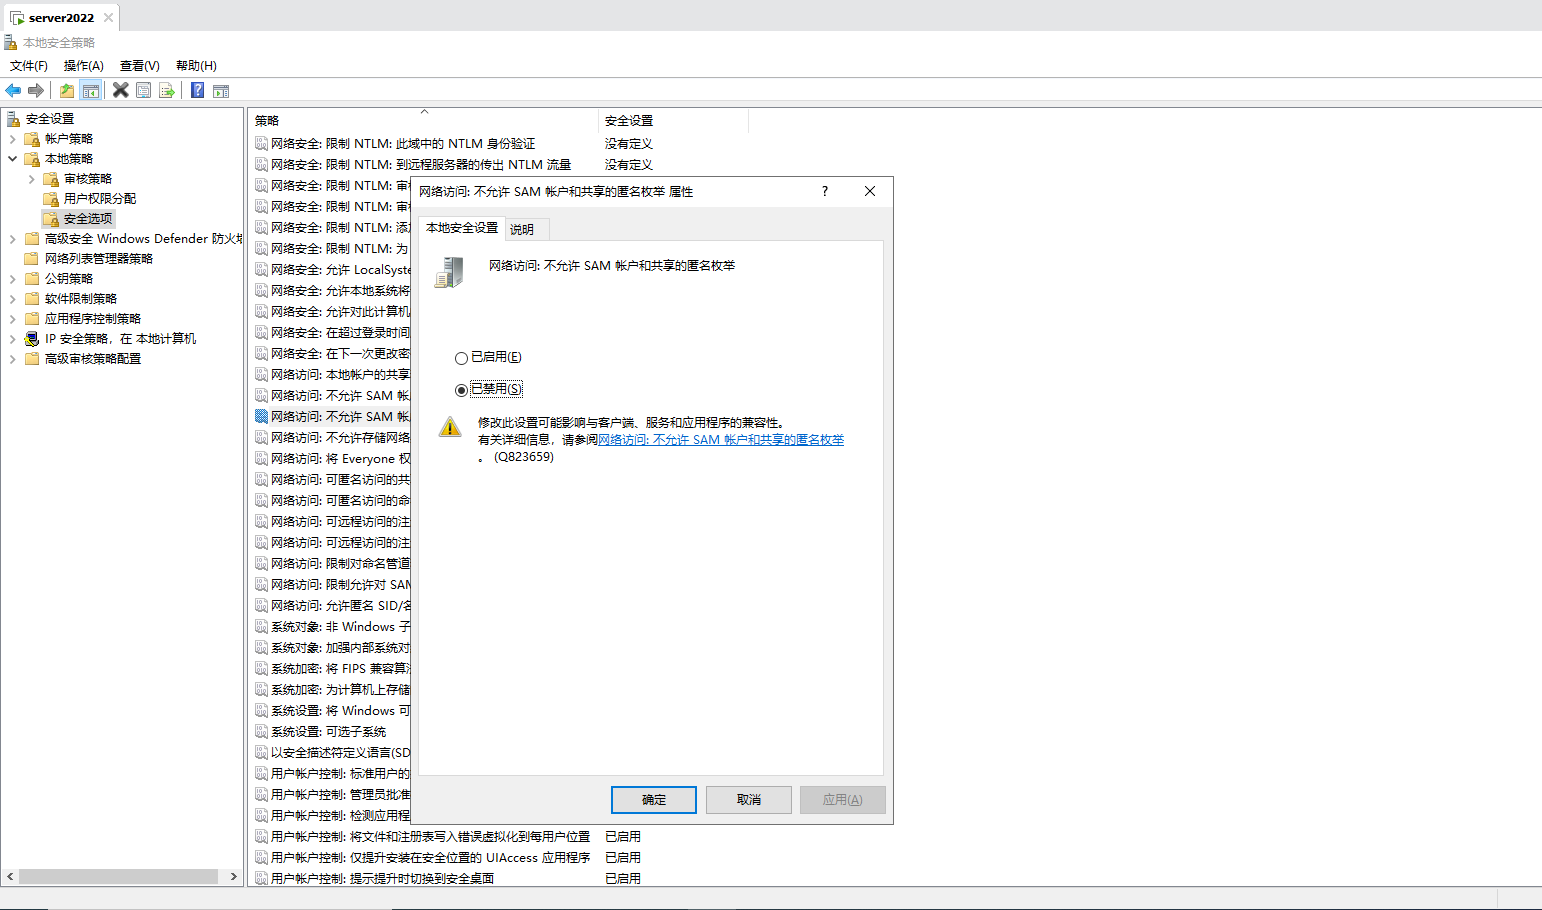 server2022
本地安全策略
文件(F) 操作(A) 查看(V) 帮助(H)
安全设置
帐户策略
本地策略
审核策略
用户权限分配
安全选项
高级安全 Windows Defender 防火墙
网络列表管理器策略
公钥策略
软件限制策略
应用程序控制策略
IP 安全策略，在 本地计算机
高级审核策略配置
策略 安全设置
网络安全: 限制 NTLM: 此域中的 NTLM 身份验证 没有定义
网络安全: 限制 NTLM: 到远程服务器的传出 NTLM 流量 没有定义
网络安全: 限制 NTLM: 审
网络安全: 限制 NTLM: 审
网络安全: 限制 NTLM: 添
网络安全: 限制 NTLM: 为
网络安全: 允许 LocalSyste
网络安全: 允许本地系统将
网络安全: 允许对此计算机
网络安全: 在超过登录时间
网络安全: 在下一次更改密
网络访问: 本地帐户的共享
网络访问: 不允许 SAM 帐
网络访问: 不允许 SAM 帐
网络访问: 不允许存储网络
网络访问: 将 Everyone 权
网络访问: 可匿名访问的共
网络访问: 可匿名访问的命
网络访问: 可远程访问的注
网络访问: 可远程访问的注
网络访问: 限制对命名管道
网络访问: 限制允许对 SAM
网络访问: 允许匿名 SID/名
系统对象: 非 Windows 子
系统对象: 加强内部系统对
系统加密: 将 FIPS 兼容算法
系统加密: 为计算机上存储
系统设置: 将 Windows 可
系统设置: 可选子系统
以安全描述符定义语言(SD
用户帐户控制: 标准用户的
用户帐户控制: 管理员批准
用户帐户控制: 检测应用程
用户帐户控制: 将文件和注册表写入错误虚拟化到每用户位置 已启用
用户帐户控制: 仅提升安装在安全位置的 UIAccess 应用程序 已启用
用户帐户控制: 提示提升时切换到安全桌面 已启用
网络访问: 不允许 SAM 帐户和共享的匿名枚举 属性
?
本地安全设置 说明
网络访问: 不允许 SAM 帐户和共享的匿名枚举
已启用(E)
已禁用(S)
修改此设置可能影响与客户端、服务和应用程序的兼容性。
有关详细信息，请参阅网络访问: 不允许 SAM 帐户和共享的匿名枚举
。 (Q823659)
确定 取消 应用(A)